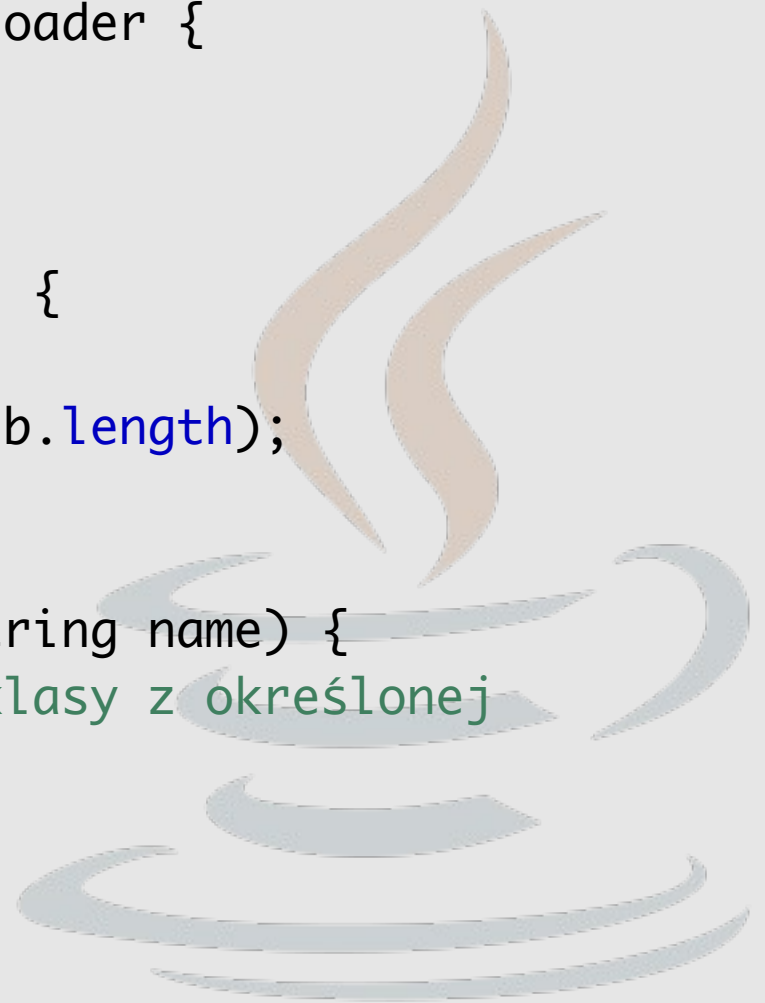 oader {
{
b.length);
ring name) {
lasy z określonej